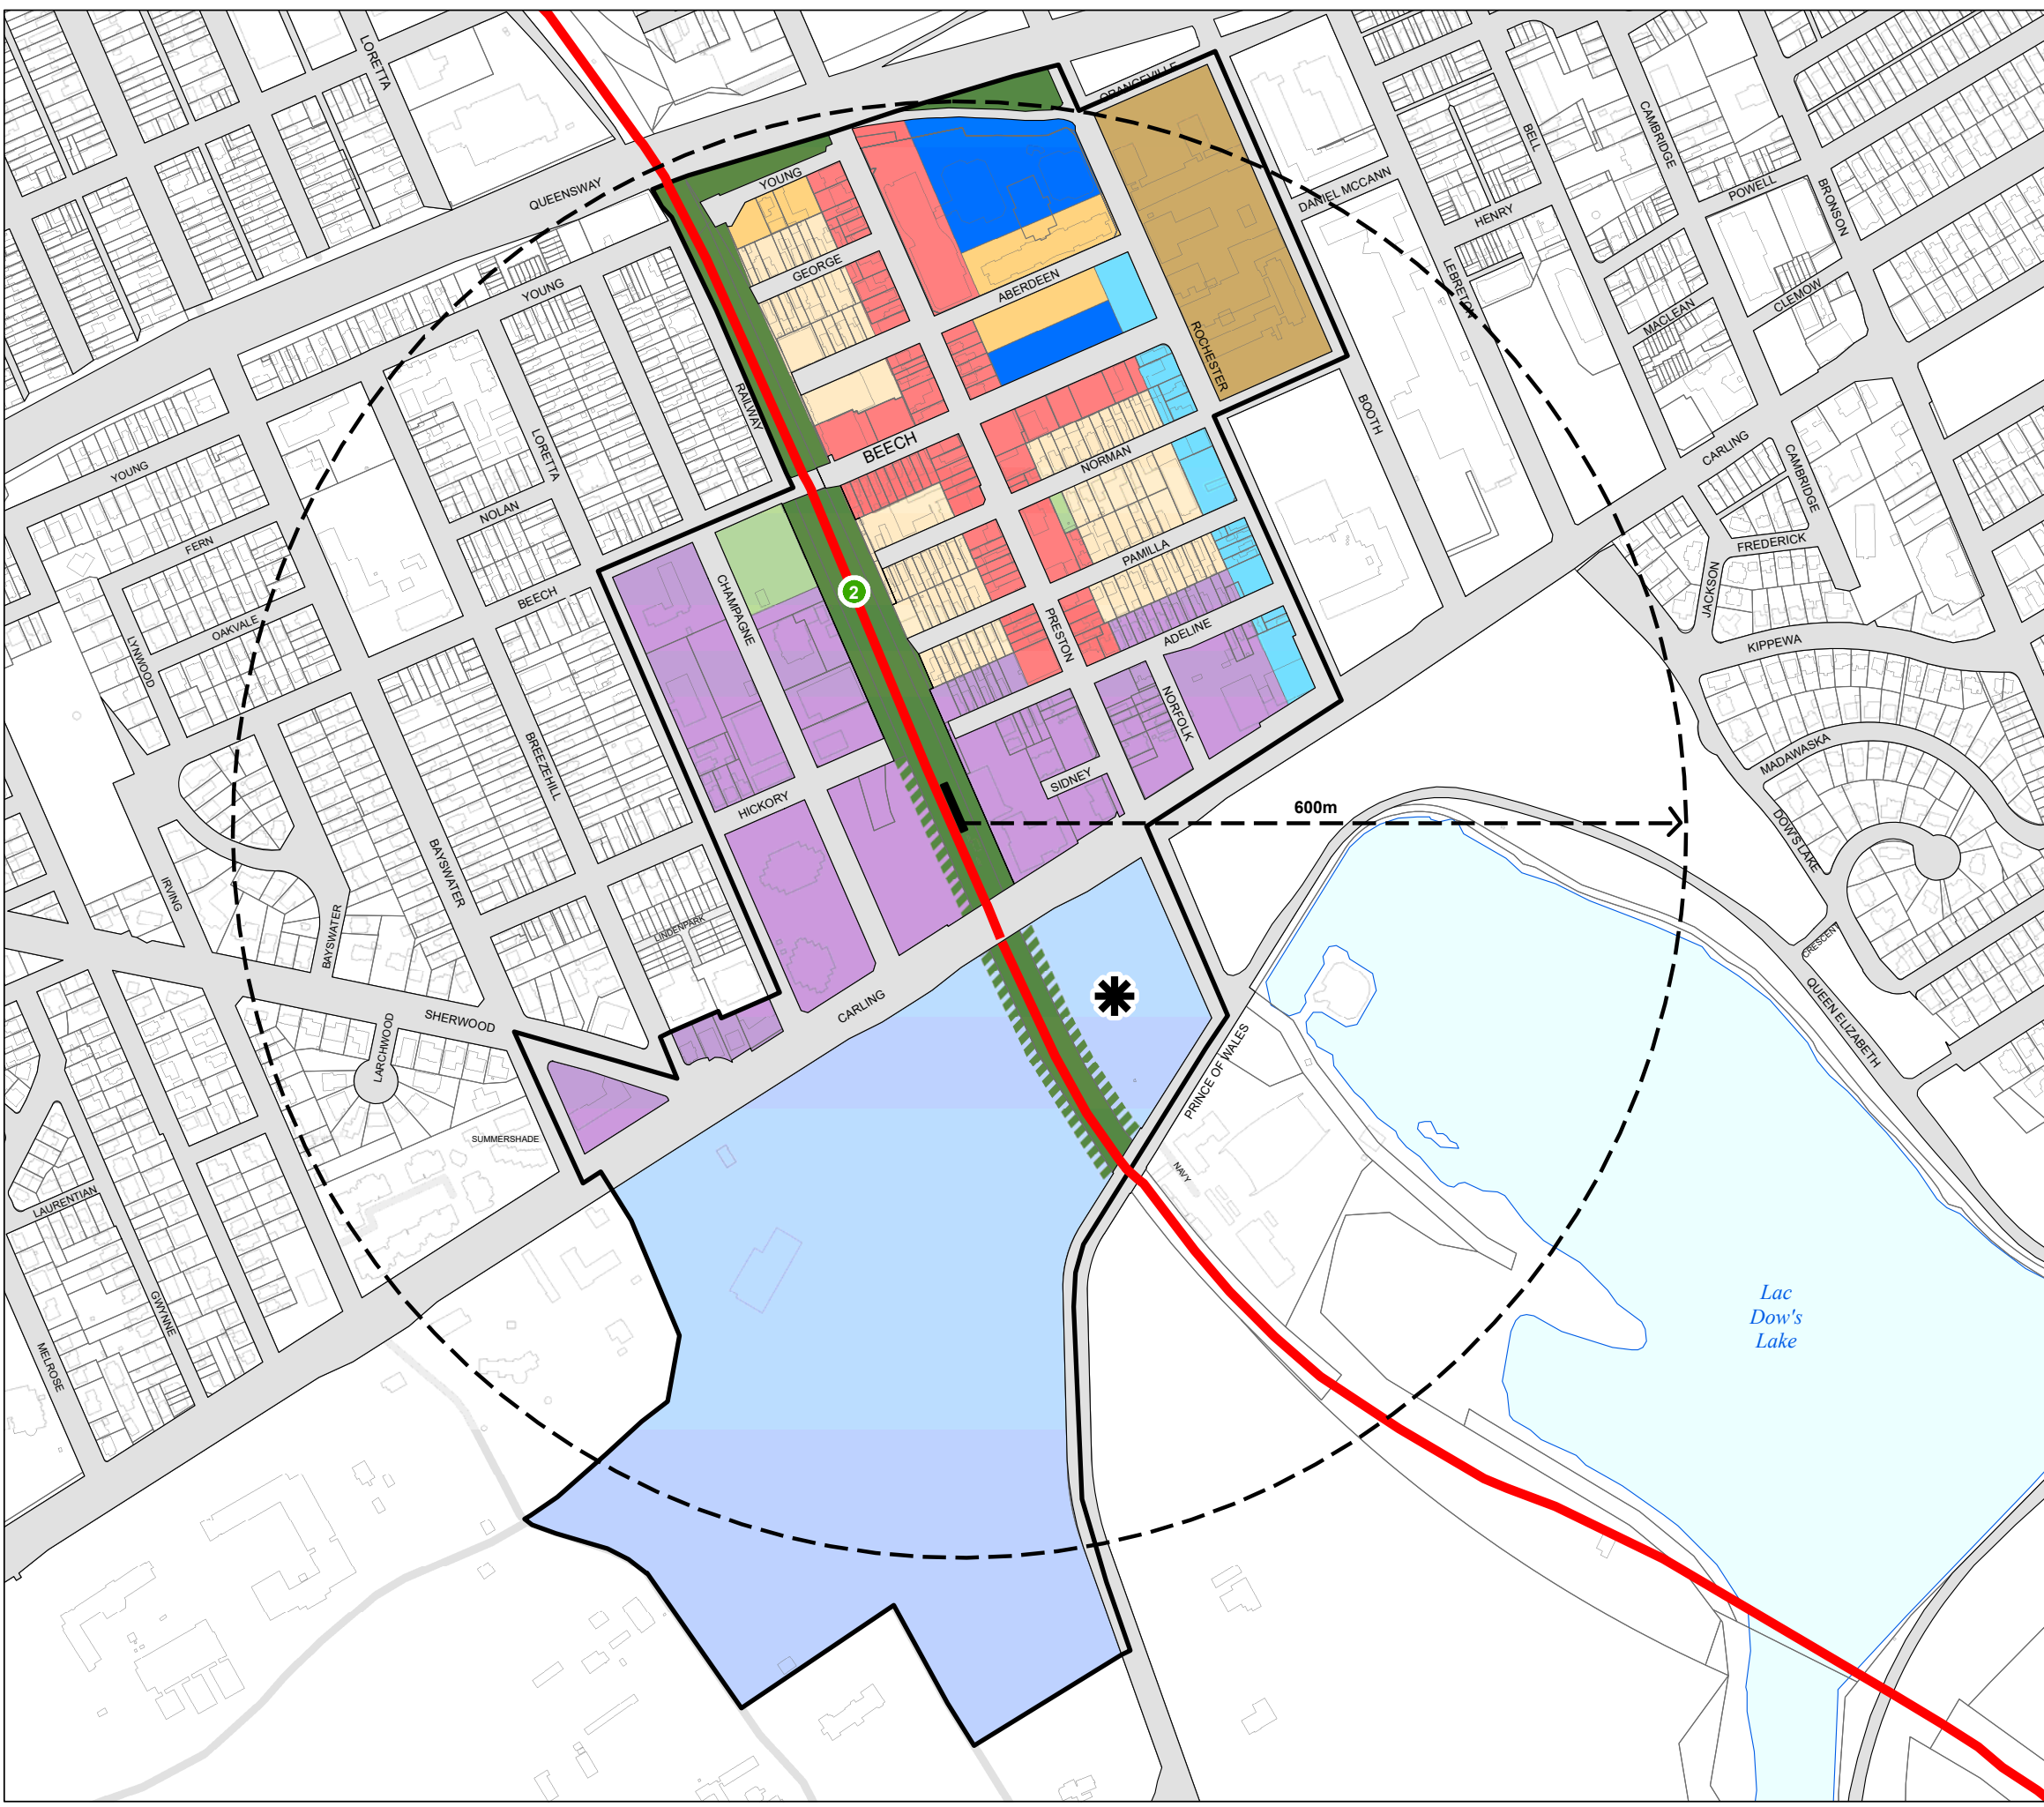 LORETTA
ORANGEVILLE
CAMBRIDGE
BELL
QUEENSWAY
YOUNG
DANIEL MCCANN
POWELL
BRONSON
HENRY
GEORGE
ABERDEEN
YOUNG
LEBRETON
CLEMOW
MACLEAN
ROCHESTER
RAILWAY
BOOTH
BEECH
LORETTA
CARLING
NORMAN
YOUNG
CAMBRIDGE
NOLAN
FREDERICK
FERN
PAMILLA
2
CHAMPAGNE
JACKSON
BEECH
OAKVALE
PRESTON
ADELINE
KIPPEWA
LYNWOOD
NORFOLK
MADAWASKA
BREEZEHILL
SIDNEY
HICKORY
600m
DOW'S LAKE
BAYSWATER
IRVING
BAYSWATER
LINDENPARK
CRESCENT
CARLING
QUEEN ELIZABETH
SHERWOOD
LARCHWOOD
PRINCE OF WALES
SUMMERSHADE
NAVY
LAURENTIAN
Lac
Dow's
Lake
GWYNNE
MELROSE